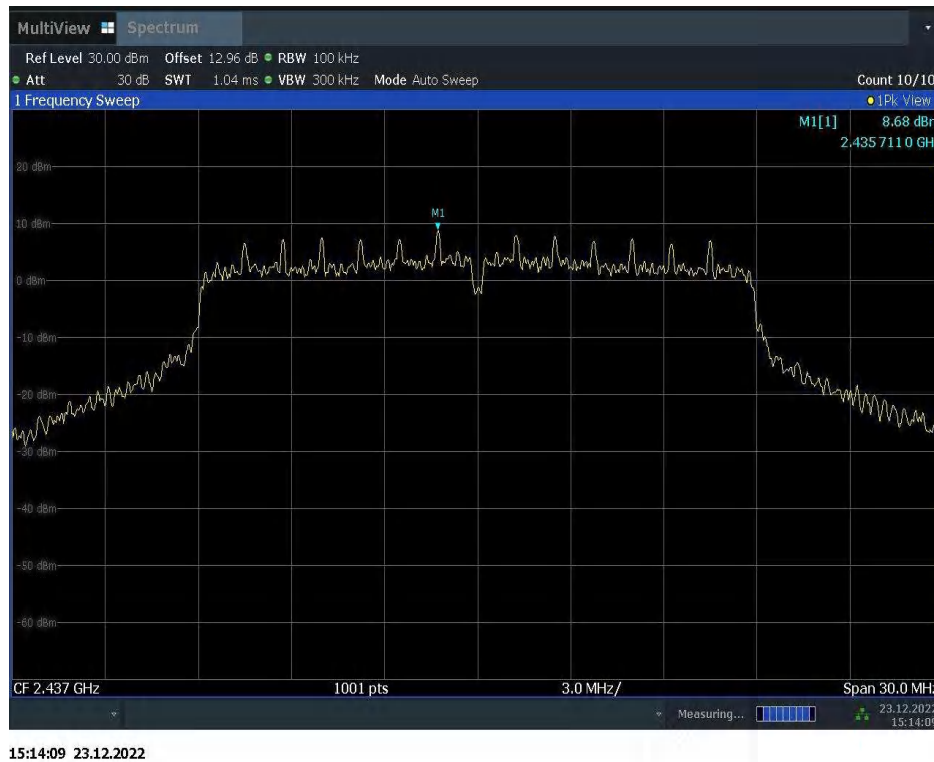 MultiView Spectrum
Ref Level 30.00 dBm Offset 12.96 dB RBW 100 kHz
Att 30 dB SWT 1.04 ms VBW 300 kHz Mode Auto Sweep Count 10/10
1 Frequency Sweep 1Pk View
M1[1] 8.68 dBm
2.435 711 0 GH
20 dBm
M1
10 dBm
0 dBm
-10 dBm
-20 dBm
-30 dBm
-40 dBm
-50 dBm
-60 dBm
CF 2.437 GHz 1001 pts 3.0 MHz/ Span 30.0 MHz
Measuring... 23.12.2022
15:14:09
15:14:09 23.12.2022